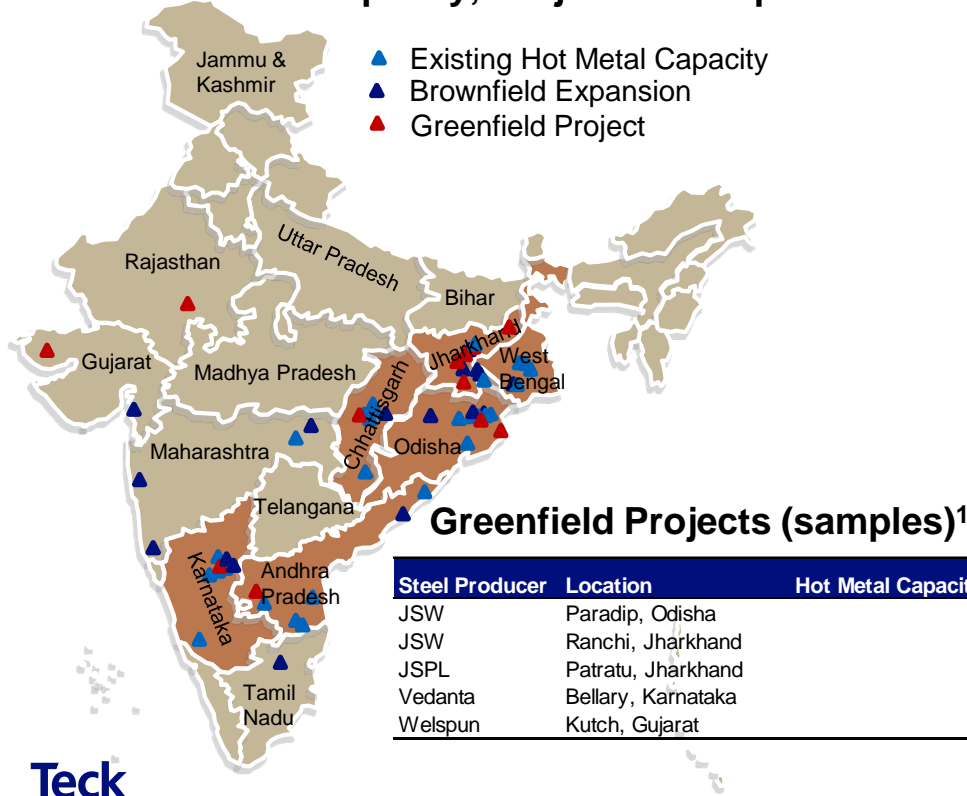 Jammu &
Kashmir
Existing Hot Metal Capacity
Brownfield Expansion
Greenfield Project
Uttar Pradesh
Rajasthan
Bihar
Jharkhand
Gujarat
Madhya Pradesh
West
Bengal
Chhattisgarh
Maharashtra
Odisha
Telangana
Greenfield Projects (samples)1
Karnataka
Andhra
Pradesh
Steel Producer Location Hot Metal Capacit
JSW Paradip, Odisha
JSW Ranchi, Jharkhand
JSPL Patratu, Jharkhand
Vedanta Bellary, Karnataka
Welspun Kutch, Gujarat
Tamil
Nadu
Teck